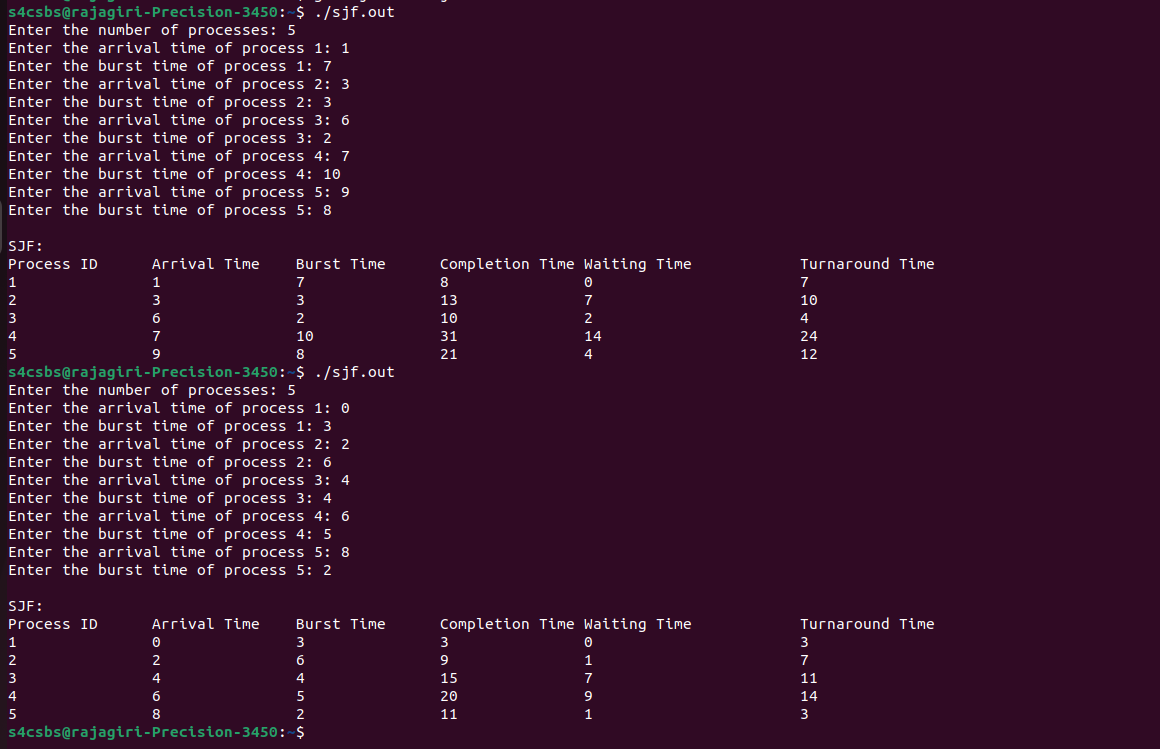 s4csbs@rajagiri-Precision-3450:~$ ./sjf.out
Enter the number of processes: 5
Enter the arrival time of process 1: 1
Enter the burst time of process 1: 7
Enter the arrival time of process 2: 3
Enter the burst time of process 2: 3
Enter the arrival time of process 3: 6
Enter the burst time of process 3: 2
Enter the arrival time of process 4: 7
Enter the burst time of process 4: 10
Enter the arrival time of process 5: 9
Enter the burst time of process 5: 8

SJF:
Process ID      Arrival Time    Burst Time      Completion Time Waiting Time            Turnaround Time
1               1               7               8               0                       7
2               3               3               13              7                       10
3               6               2               10              2                       4
4               7               10              31              14                      24
5               9               8               21              4                       12
s4csbs@rajagiri-Precision-3450:~$ ./sjf.out
Enter the number of processes: 5
Enter the arrival time of process 1: 0
Enter the burst time of process 1: 3
Enter the arrival time of process 2: 2
Enter the burst time of process 2: 6
Enter the arrival time of process 3: 4
Enter the burst time of process 3: 4
Enter the arrival time of process 4: 6
Enter the burst time of process 4: 5
Enter the arrival time of process 5: 8
Enter the burst time of process 5: 2

SJF:
Process ID      Arrival Time    Burst Time      Completion Time Waiting Time            Turnaround Time
1               0               3               3               0                       3
2               2               6               9               1                       7
3               4               4               15              7                       11
4               6               5               20              9                       14
5               8               2               11              1                       3
s4csbs@rajagiri-Precision-3450:~$